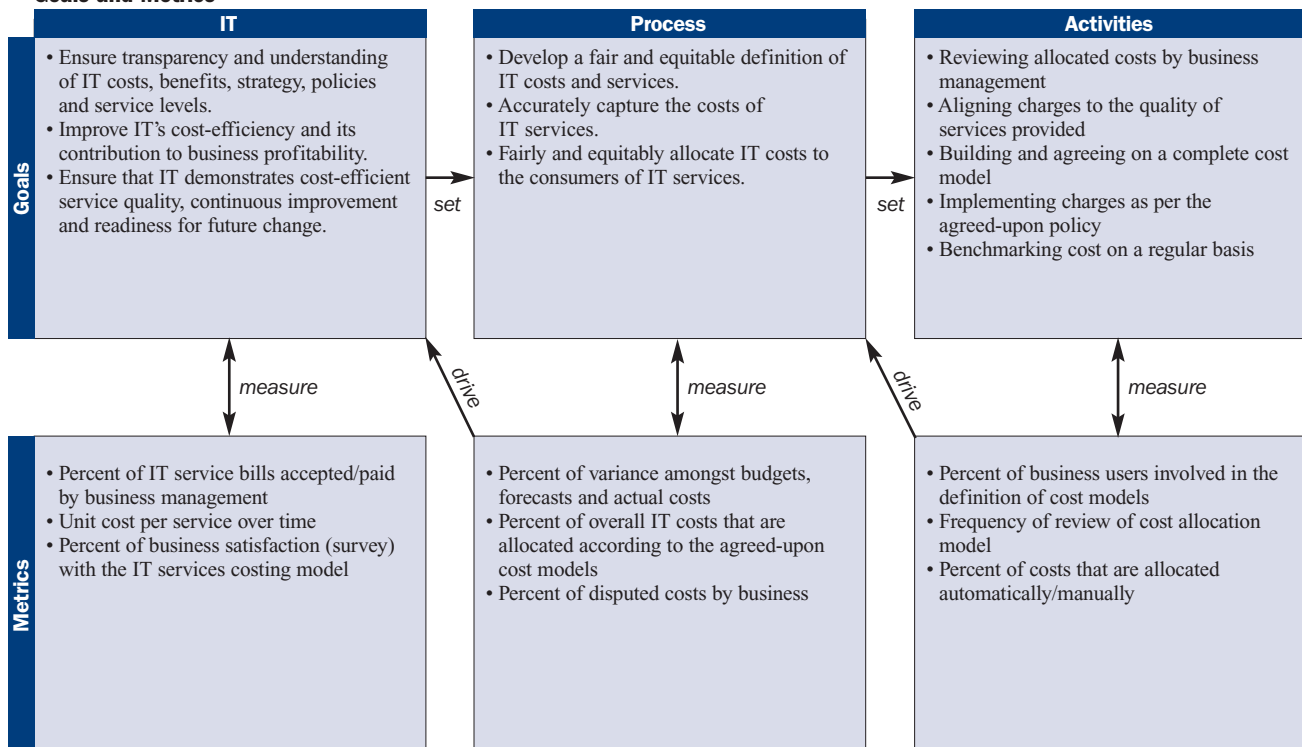 Goals and Metrics
IT
Process
Activities
Goals
• Ensure transparency and understanding
of IT costs, benefits, strategy, policies
and service levels.
• Improve IT's cost-efficiency and its
contribution to business profitability.
• Ensure that IT demonstrates cost-efficient
service quality, continuous improvement
and readiness for future change.
set
• Develop a fair and equitable definition of
IT costs and services.
• Accurately capture the costs of
IT services.
• Fairly and equitably allocate IT costs to
the consumers of IT services.
set
• Reviewing allocated costs by business
management
• Aligning charges to the quality of
services provided
• Building and agreeing on a complete cost
model
• Implementing charges as per the
agreed-upon policy
• Benchmarking cost on a regular basis
measure
drive
measure
drive
measure
Metrics
• Percent of IT service bills accepted/paid
by business management
• Unit cost per service over time
• Percent of business satisfaction (survey)
with the IT services costing model
• Percent of variance amongst budgets,
forecasts and actual costs
• Percent of overall IT costs that are
allocated according to the agreed-upon
cost models
• Percent of disputed costs by business
• Percent of business users involved in the
definition of cost models
• Frequency of review of cost allocation
model
• Percent of costs that are allocated
automatically/manually